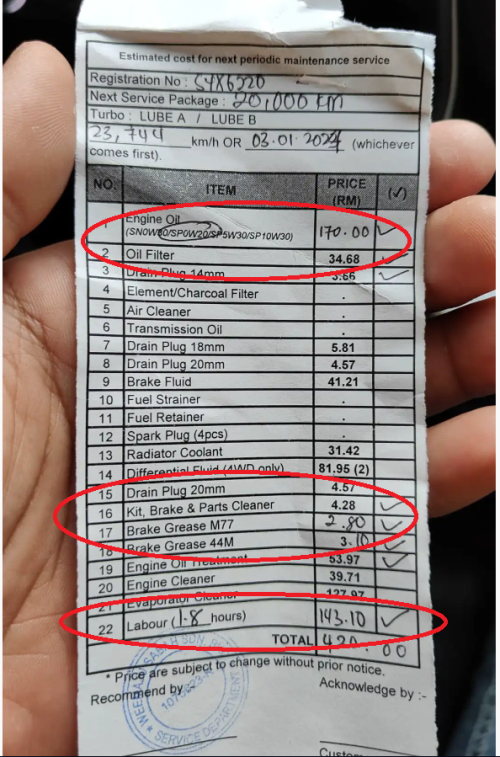 Estimated cost for next periodic maintenance service
Registration No : SYX6220
Next Service Package : 20,000 km
Turbo : LUBE A / LUBE B
23,744 km/h OR 03.01.2024 (whichever
comes first).
NO. ITEM PRICE (RM) (✓)
1 Engine Oil 170.00 ✓
(SN0W20/SP0W20/SP5W30/SP10W30)
2 Oil Filter 34.68 ✓
3 Drain Plug 14mm 3.66 ✓
4 Element/Charcoal Filter .
5 Air Cleaner .
6 Transmission Oil .
7 Drain Plug 18mm 5.81
8 Drain Plug 20mm 4.57
9 Brake Fluid 41.21
10 Fuel Strainer .
11 Fuel Retainer .
12 Spark Plug (4pcs) .
13 Radiator Coolant 31.42
14 Differential Fluid (4WD only) 81.95 (2)
15 Drain Plug 20mm 4.57
16 Kit, Brake & Parts Cleaner 4.28 ✓
17 Brake Grease M77 2.80 ✓
18 Brake Grease 44M 3.10 ✓
19 Engine Oil Treatment 53.97 ✓
20 Engine Cleaner 39.71
21 Evaporator Cleaner 127.97
22 Labour (1.8 hours) 143.10 ✓
TOTAL 420.00
* Price are subject to change without prior notice.
Recommend by Acknowledge by :-
SABAH SDN.
SERVICE DEPARTMENT
Custom